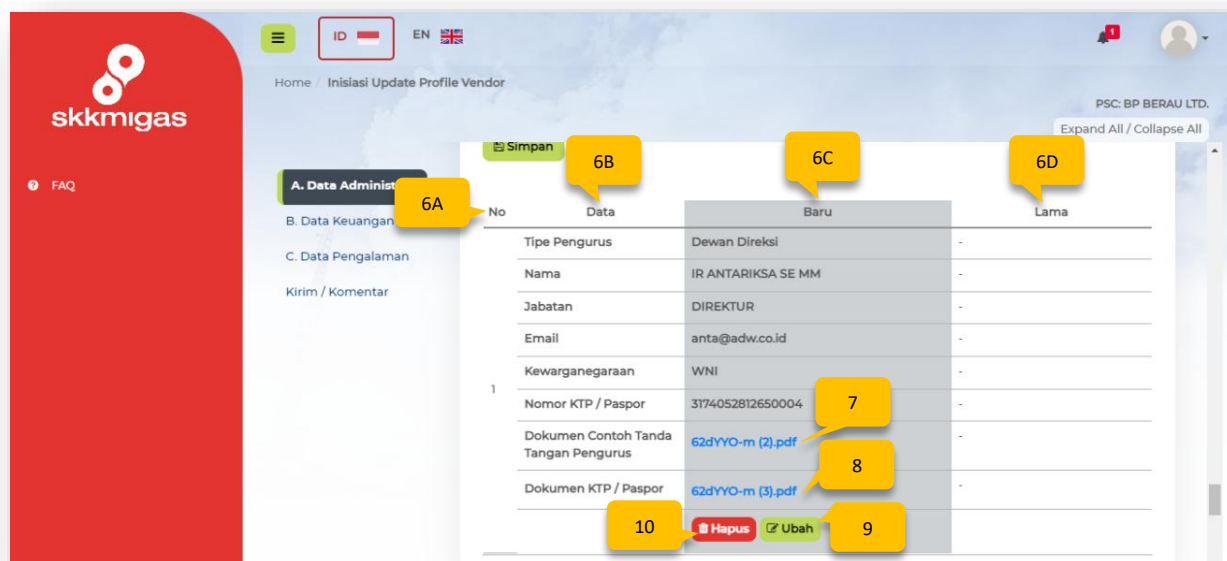 ID EN 1
skkmigas
Home / Inisiasi Update Profile Vendor
PSC: BP BERAU LTD.
Expand All / Collapse All
FAQ
A. Data Administ
B. Data Keuangan
C. Data Pengalaman
Kirim / Komentar
Simpan
6A 6B 6C 6D
No Data Baru Lama
1
Tipe Pengurus Dewan Direksi -
Nama IR ANTARIKSA SE MM -
Jabatan DIREKTUR -
Email anta@adw.co.id -
Kewarganegaraan WNI -
Nomor KTP / Paspor 3174052812650004 - 7
Dokumen Contoh Tanda
Tangan Pengurus 62dYYO-m (2).pdf -
8
Dokumen KTP / Paspor 62dYYO-m (3).pdf -
10 Hapus Ubah 9